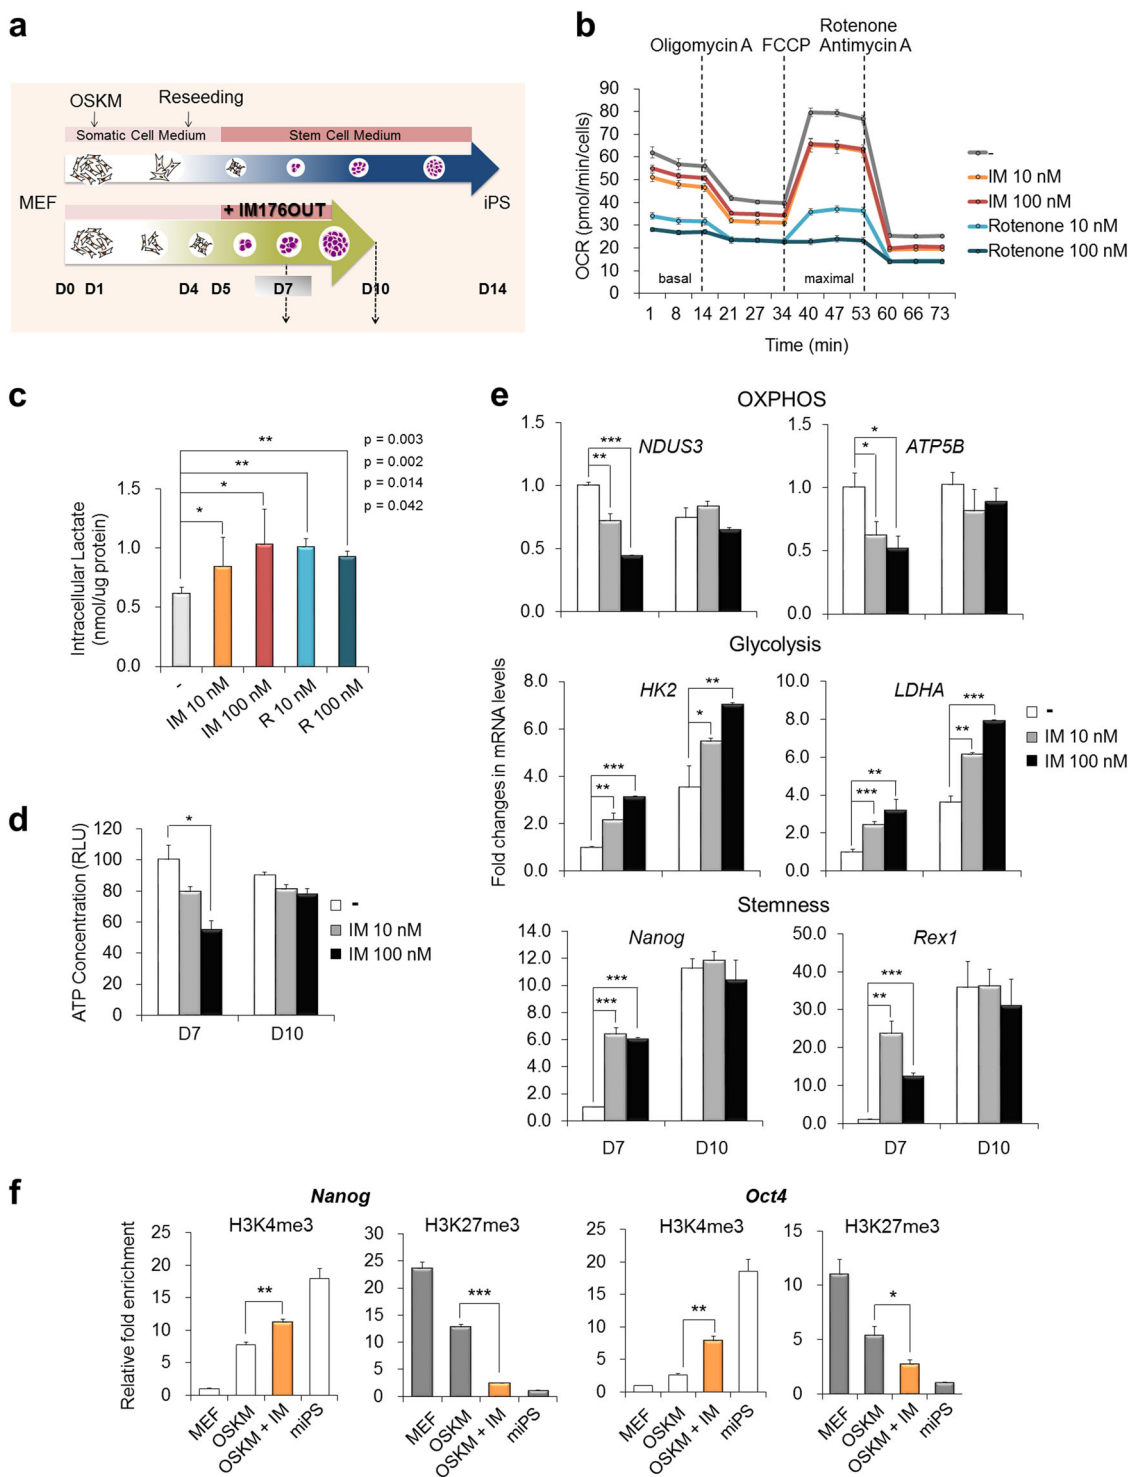 a
OSKM
Reseeding
Somatic Cell Medium
Stem Cell Medium
MEF
iPS
+ IM176OUT
D0 D1 D4 D5 D7 D10 D14
b
Oligomycin A FCCP Rotenone
Antimycin A
OCR (pmol/min/cells)
90
80
70
60
50
40
30
20
10
0
basal
maximal
1 8 14 21 27 34 40 47 53 60 66 73
Time (min)
-
IM 10 nM
IM 100 nM
Rotenone 10 nM
Rotenone 100 nM
c
p = 0.003
p = 0.002
p = 0.014
p = 0.042
**
**
*
*
Intracellular Lactate
(nmol/ug protein)
1.5
1.0
0.5
0.0
-
IM 10 nM
IM 100 nM
R 10 nM
R 100 nM
d
ATP Concentration (RLU)
120
100
80
60
40
20
0
*
D7 D10
-
IM 10 nM
IM 100 nM
e
OXPHOS
NDUS3
1.5
1.0
0.5
0.0
***
**
ATP5B
1.5
1.0
0.5
0.0
*
*
Glycolysis
Fold changes in mRNA levels
HK2
8.0
6.0
4.0
2.0
0.0
***
**
**
*
LDHA
10.0
8.0
6.0
4.0
2.0
0.0
**
***
***
**
-
IM 10 nM
IM 100 nM
Stemness
Nanog
14.0
12.0
10.0
8.0
6.0
4.0
2.0
0.0
***
***
D7 D10
Rex1
50.0
40.0
30.0
20.0
10.0
0.0
***
**
D7 D10
f
Nanog
Relative fold enrichment
H3K4me3
25
20
15
10
5
0
**
MEF
OSKM
OSKM + IM
miPS
H3K27me3
30
25
20
15
10
5
0
***
MEF
OSKM
OSKM + IM
miPS
Oct4
H3K4me3
25
20
15
10
5
0
**
MEF
OSKM
OSKM + IM
miPS
H3K27me3
15
10
5
0
*
MEF
OSKM
OSKM + IM
miPS